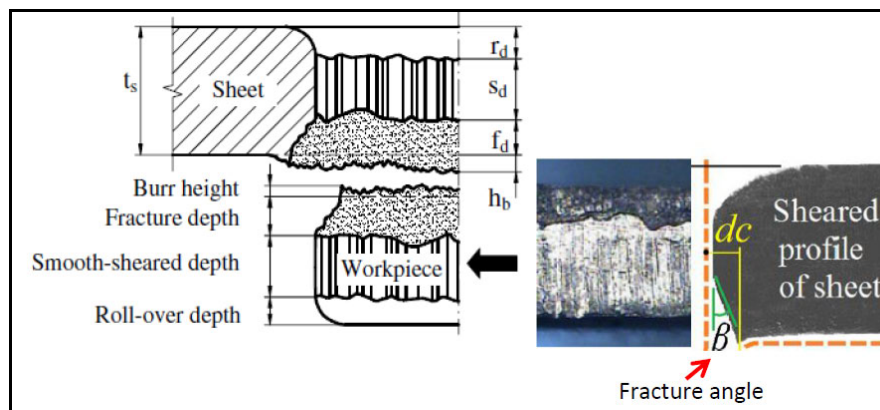 t_s
Sheet
r_d
s_d
f_d
h_b
Burr height
Fracture depth
Smooth-sheared depth
Workpiece
Roll-over depth
dc
Sheared
profile
of sheet
β
Fracture angle